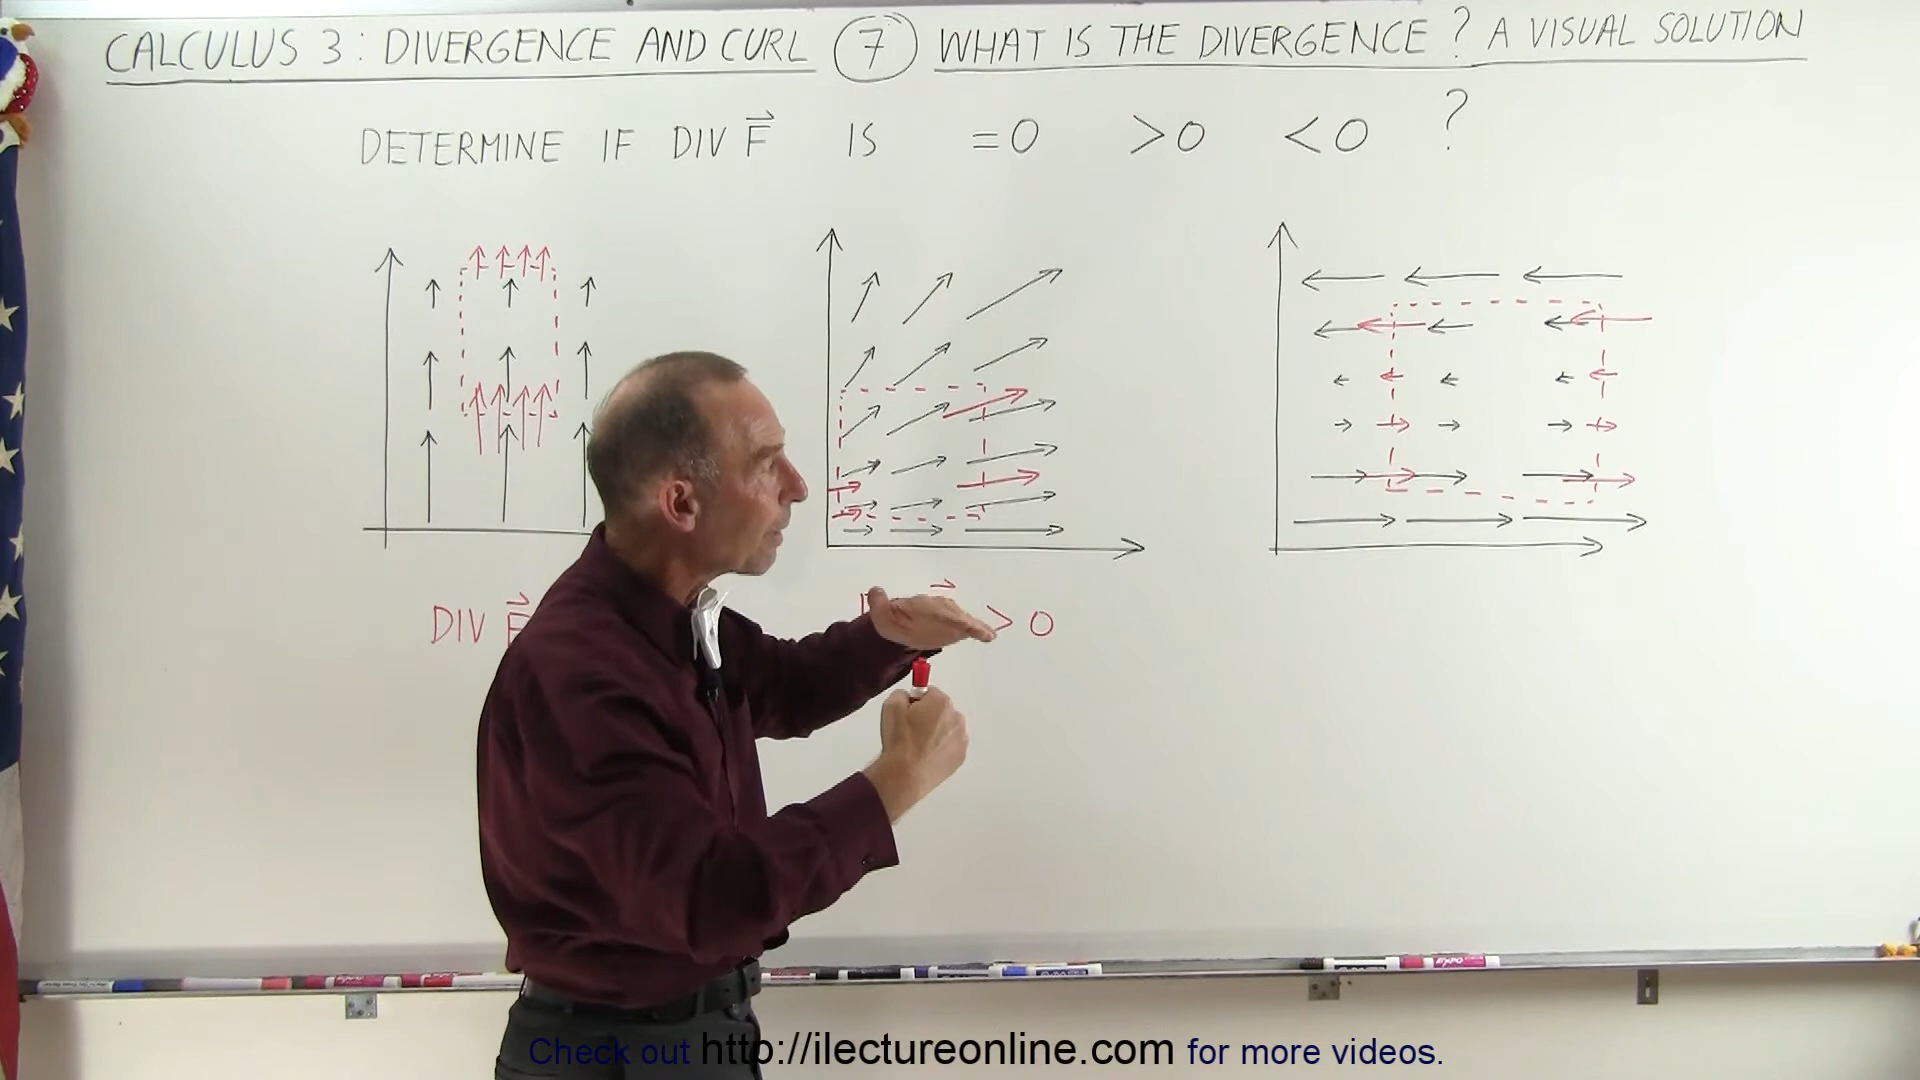 CALCULUS 3: DIVERGENCE AND CURL 7 WHAT IS THE DIVERGENCE? A VISUAL SOLUTION
DETERMINE IF DIV F⃗ IS =0 >0 <0 ?
DIV F⃗ > 0
Check out http://ilectureonline.com for more videos.